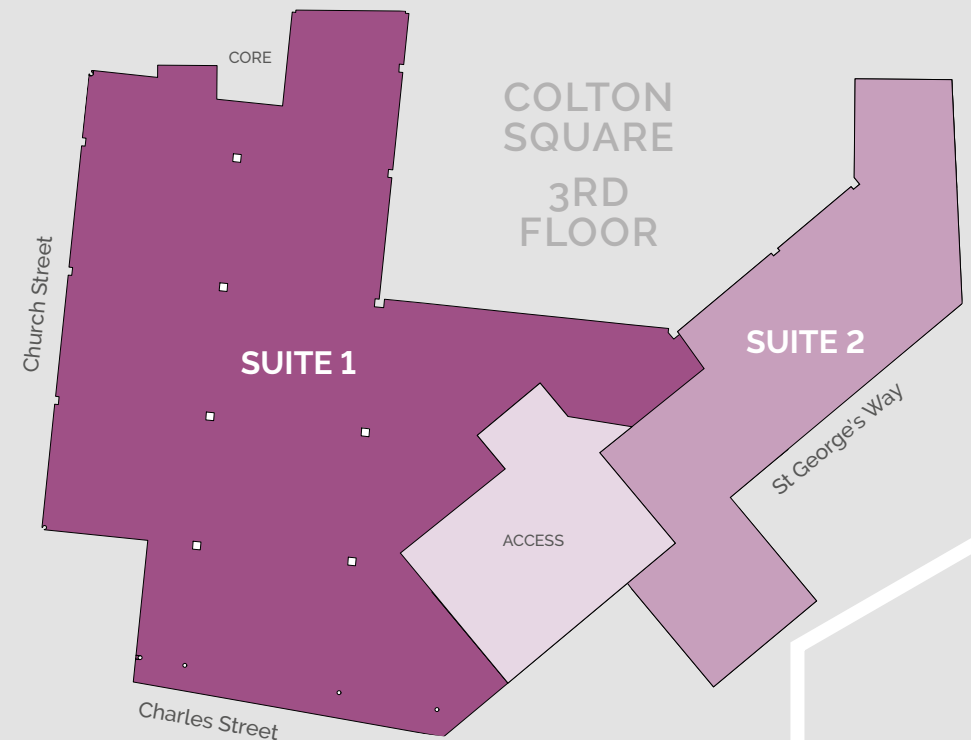 CORE
COLTON
SQUARE
3RD
FLOOR
Church Street
SUITE 1
SUITE 2
St George's Way
ACCESS
Charles Street